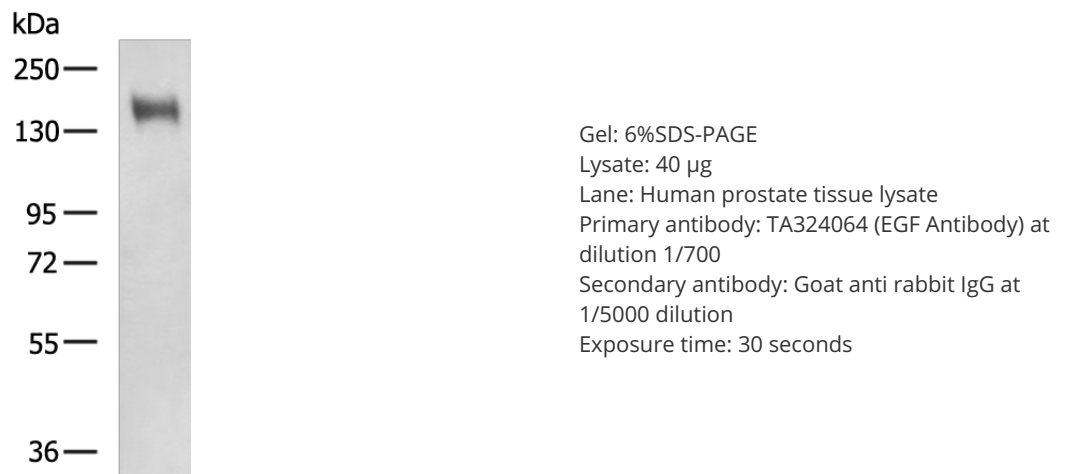 kDa
250
130
95
72
55
36
Gel: 6%SDS-PAGE
Lysate: 40 μg
Lane: Human prostate tissue lysate
Primary antibody: TA324064 (EGF Antibody) at
dilution 1/700
Secondary antibody: Goat anti rabbit IgG at
1/5000 dilution
Exposure time: 30 seconds